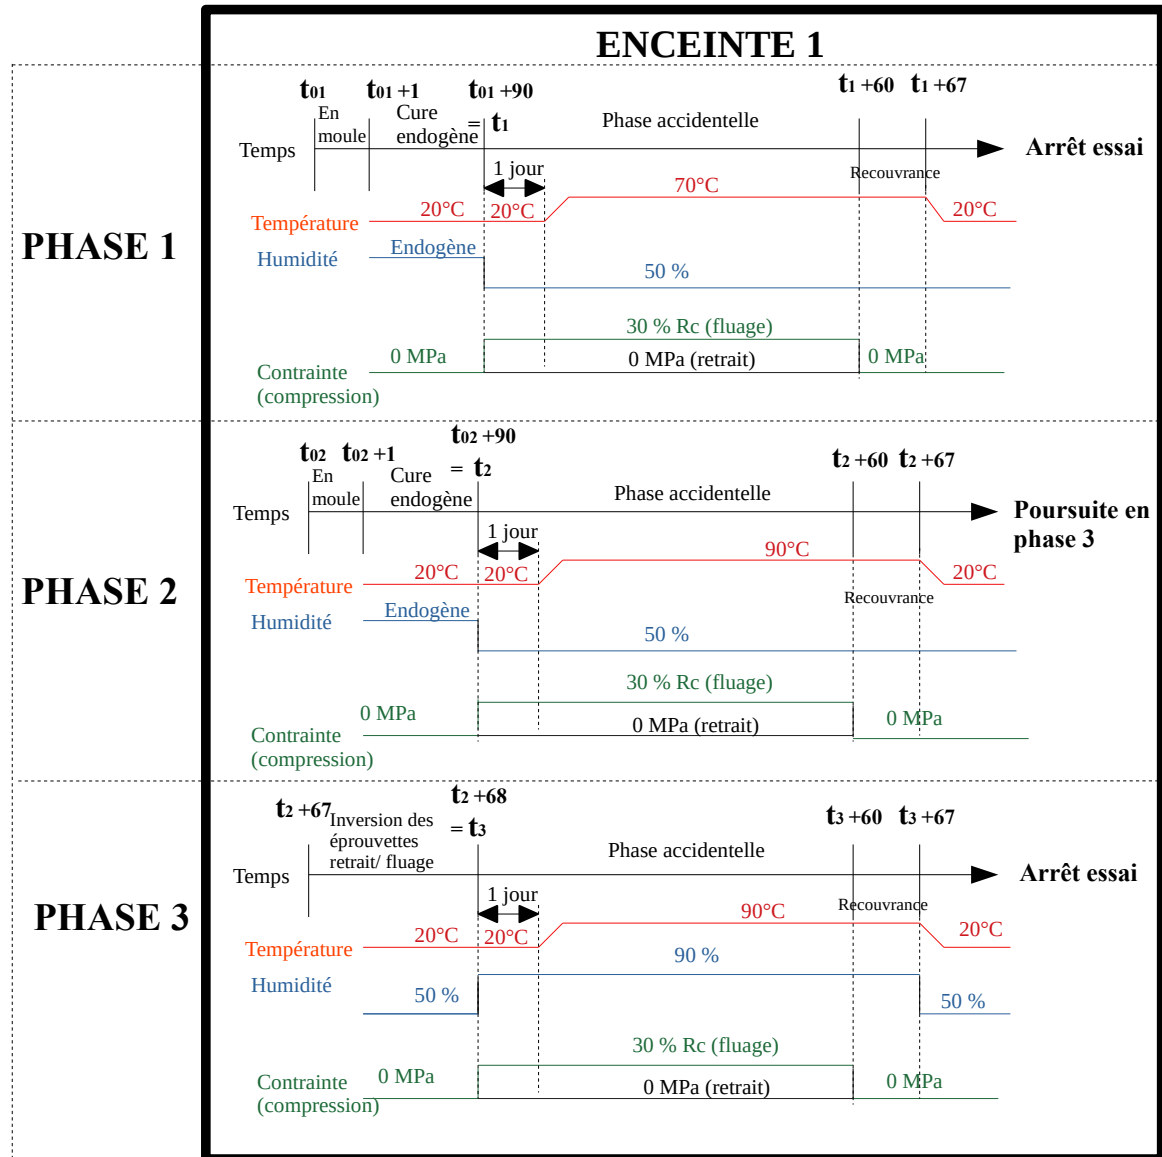 ENCEINTE 1
PHASE 1
t01
t01 +1
t01 +90
= t1
t1 +60
t1 +67
En
moule
Cure
endogène
Phase accidentelle
Temps
Arrêt essai
1 jour
Recouvrance
70°C
20°C
20°C
20°C
Température
Humidité
Endogène
50 %
30 % Rc (fluage)
0 MPa
0 MPa (retrait)
0 MPa
Contrainte
(compression)
PHASE 2
t02
t02 +1
t02 +90
= t2
t2 +60
t2 +67
En
moule
Cure
endogène
Phase accidentelle
Temps
Poursuite en
phase 3
1 jour
90°C
20°C
20°C
20°C
Température
Recouvrance
Humidité
Endogène
50 %
30 % Rc (fluage)
0 MPa
0 MPa (retrait)
0 MPa
Contrainte
(compression)
PHASE 3
t2 +67
t2 +68
= t3
t3 +60
t3 +67
Inversion des
éprouvettes
retrait/ fluage
Phase accidentelle
Temps
Arrêt essai
1 jour
Recouvrance
90°C
20°C
20°C
20°C
Température
90 %
Humidité
50 %
50 %
30 % Rc (fluage)
0 MPa
0 MPa (retrait)
0 MPa
Contrainte
(compression)